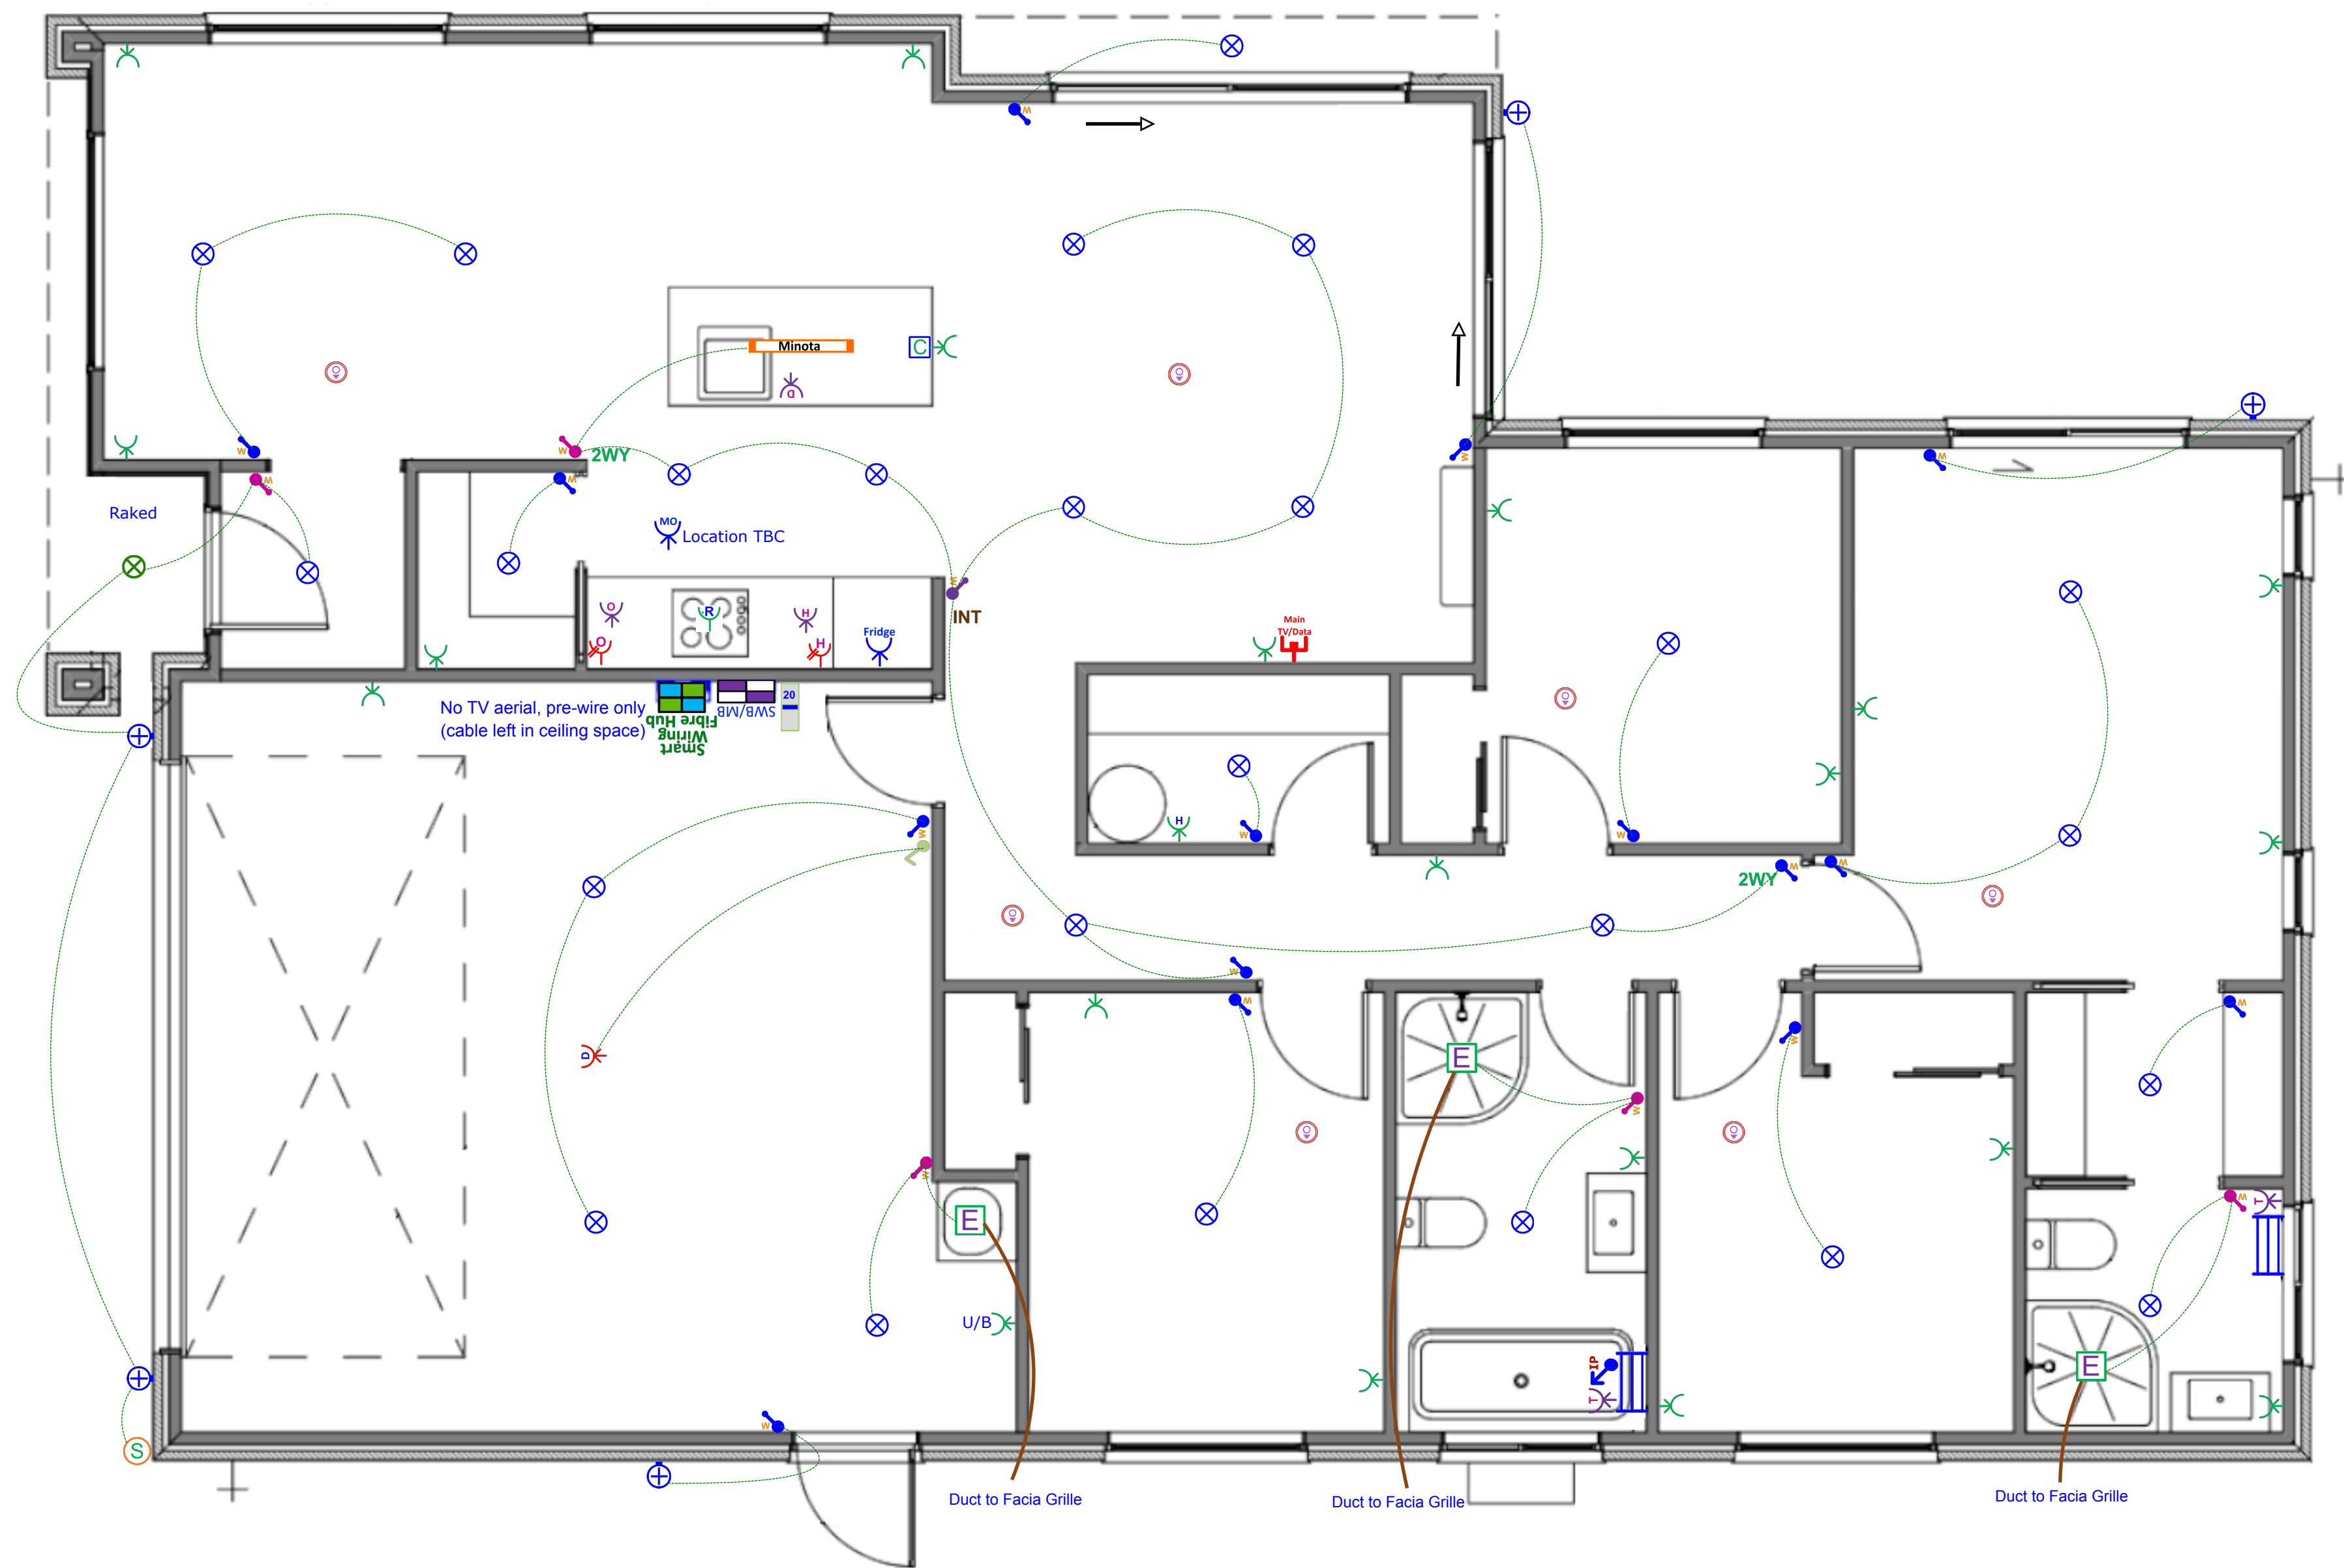 W
Minota
C
D
W
W
2WY
W
W
W
W
Raked
MO
Location TBC
O
R
H
Fridge
O
H
W
INT
Main
TV/Data
No TV aerial, pre-wire only
(cable left in ceiling space)
Smart
Wiring
Fibre Hub
SWB/MB
20
W
H
W
W
2WY
W
W
D
W
W
W
W
E
W
W
W
T
E
U/B
IP
T
E
W
S
Duct to Facia Grille
Duct to Facia Grille
Duct to Facia Grille